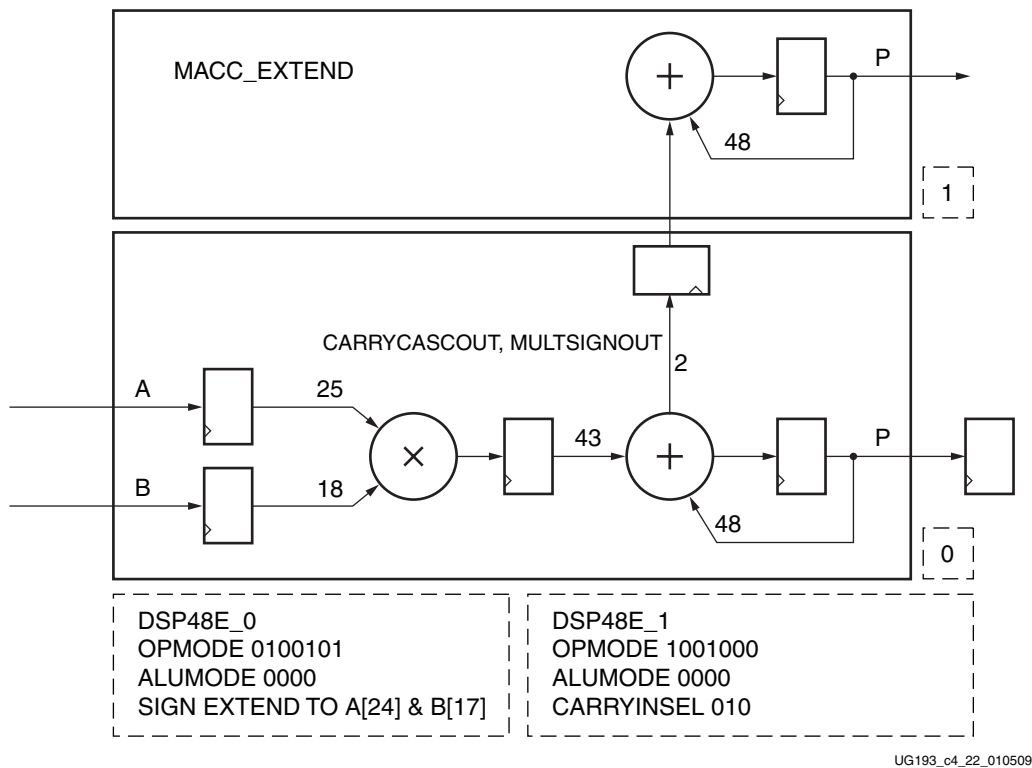 MACC_EXTEND
+
P
48
1
CARRYCASCOUT, MULTSIGNOUT
2
A
25
×
43
+
P
B
18
48
0
DSP48E_0
OPMODE 0100101
ALUMODE 0000
SIGN EXTEND TO A[24] & B[17]
DSP48E_1
OPMODE 1001000
ALUMODE 0000
CARRYINSEL 010
UG193_c4_22_010509